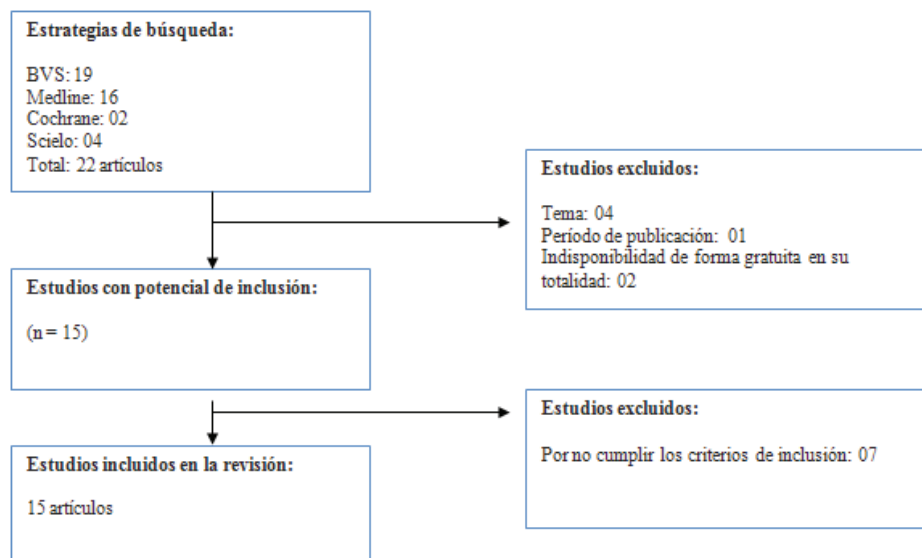 Estrategias de búsqueda:
BVS: 19
Medline: 16
Cochrane: 02
Scielo: 04
Total: 22 artículos
Estudios excluidos:
Tema: 04
Período de publicación: 01
Indisponibilidad de forma gratuita en su
totalidad: 02
Estudios con potencial de inclusión:
(n = 15)
Estudios excluidos:
Por no cumplir los criterios de inclusión: 07
Estudios incluidos en la revisión:
15 artículos